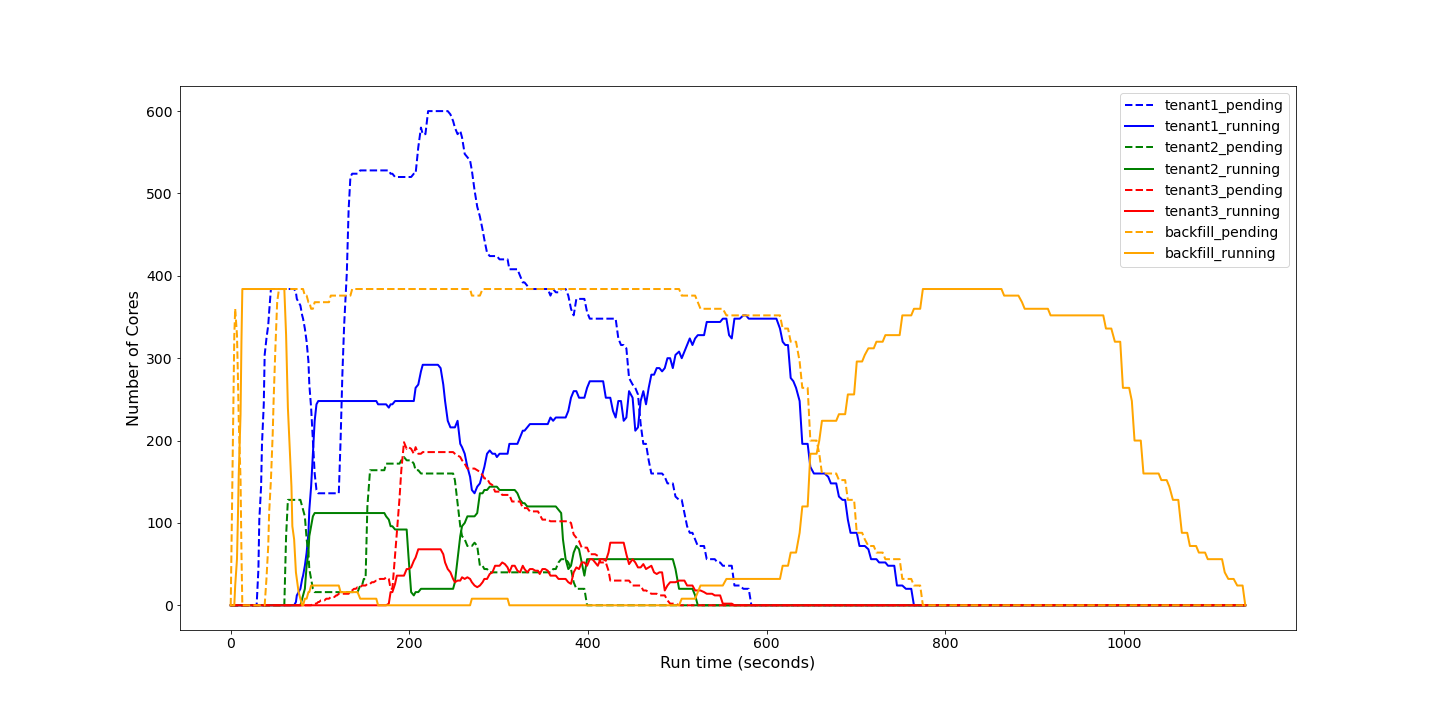 600
500
400
300
200
100
0
Number of Cores
0 200 400 600 800 1000
Run time (seconds)
tenant1_pending
tenant1_running
tenant2_pending
tenant2_running
tenant3_pending
tenant3_running
backfill_pending
backfill_running